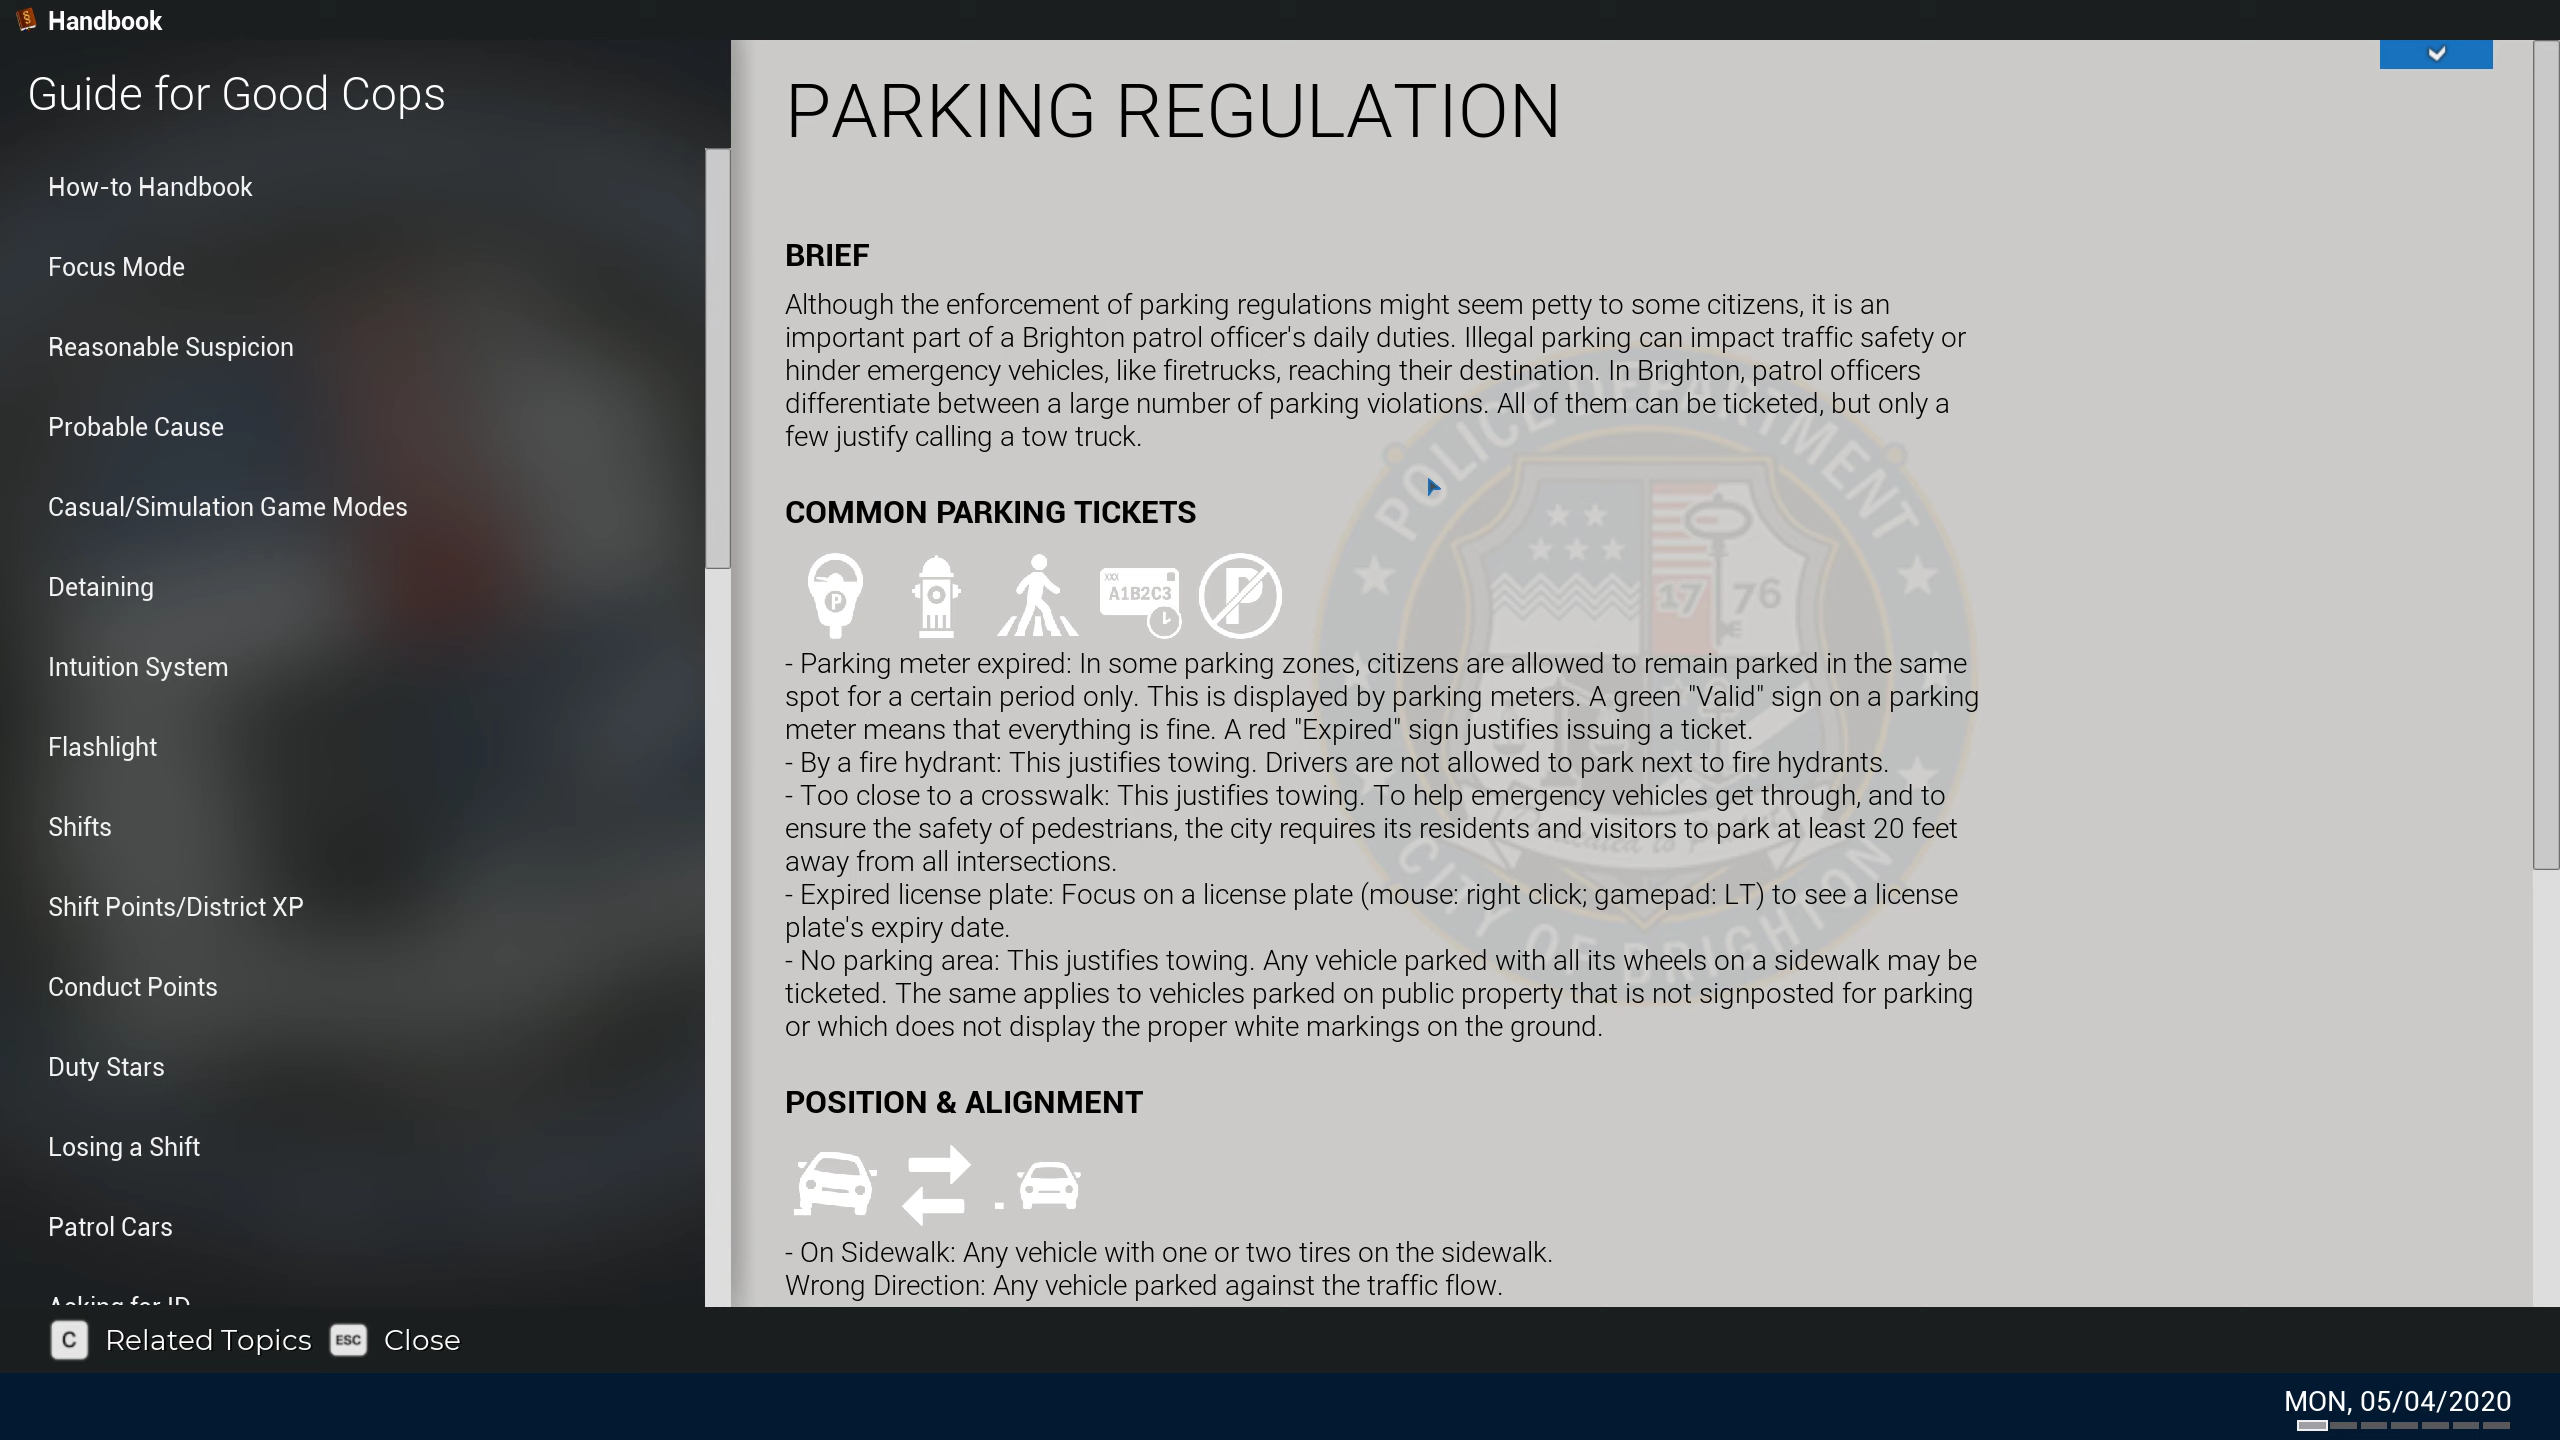 Handbook
Guide for Good Cops
How-to Handbook
Focus Mode
Reasonable Suspicion
Probable Cause
Casual/Simulation Game Modes
Detaining
Intuition System
Flashlight
Shifts
Shift Points/District XP
Conduct Points
Duty Stars
Losing a Shift
Patrol Cars
Asking for ID
PARKING REGULATION
BRIEF
Although the enforcement of parking regulations might seem petty to some citizens, it is an
important part of a Brighton patrol officer's daily duties. Illegal parking can impact traffic safety or
hinder emergency vehicles, like firetrucks, reaching their destination. In Brighton, patrol officers
differentiate between a large number of parking violations. All of them can be ticketed, but only a
few justify calling a tow truck.
COMMON PARKING TICKETS
P
XXX
A1B2C3
P
- Parking meter expired: In some parking zones, citizens are allowed to remain parked in the same
spot for a certain period only. This is displayed by parking meters. A green "Valid" sign on a parking
meter means that everything is fine. A red "Expired" sign justifies issuing a ticket.
- By a fire hydrant: This justifies towing. Drivers are not allowed to park next to fire hydrants.
- Too close to a crosswalk: This justifies towing. To help emergency vehicles get through, and to
ensure the safety of pedestrians, the city requires its residents and visitors to park at least 20 feet
away from all intersections.
- Expired license plate: Focus on a license plate (mouse: right click; gamepad: LT) to see a license
plate's expiry date.
- No parking area: This justifies towing. Any vehicle parked with all its wheels on a sidewalk may be
ticketed. The same applies to vehicles parked on public property that is not signposted for parking
or which does not display the proper white markings on the ground.
POSITION & ALIGNMENT
- On Sidewalk: Any vehicle with one or two tires on the sidewalk.
Wrong Direction: Any vehicle parked against the traffic flow.
POLICE DEPARTMENT
17 76
CITY OF BRIGHTON
C Related Topics ESC Close
MON, 05/04/2020